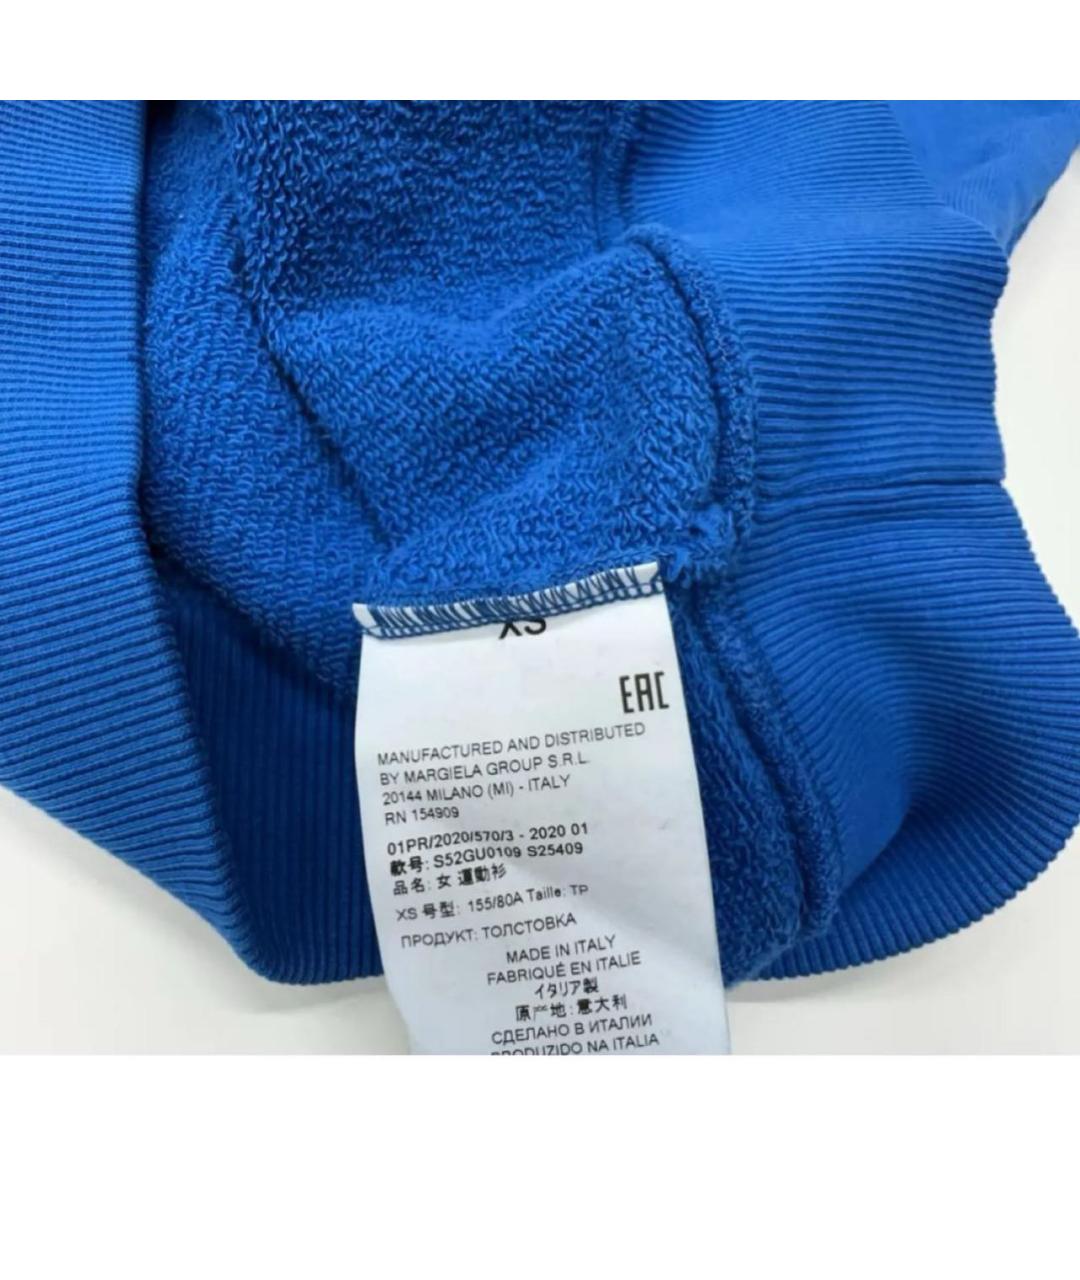 XS
EAC
MANUFACTURED AND DISTRIBUTED
BY MARGIELA GROUP S.R.L.
20144 MILANO (MI) - ITALY
RN 154909
01PR/2020/570/3 - 2020 01
款号: S52GU0109 S25409
品名: 女 運動衫
XS 号型: 155/80A Taille: TP
ПРОДУКТ: ТОЛСТОВКА
MADE IN ITALY
FABRIQUÉ EN ITALIE
イタリア製
原产地: 意大利
СДЕЛАНО В ИТАЛИИ
PRODUZIDO NA ITALIA